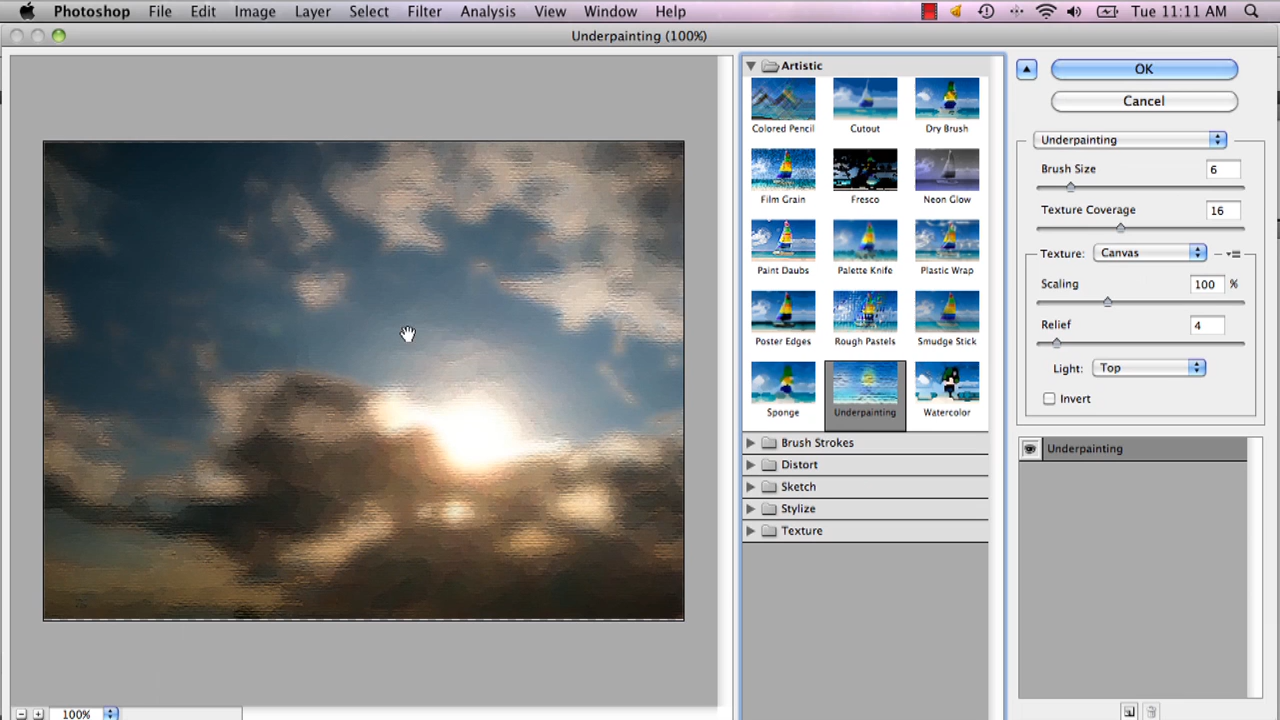 Photoshop File Edit Image Layer Select Filter Analysis View Window Help Tue 11:11 AM
Underpainting (100%)
Artistic
Colored Pencil Cutout Dry Brush
Film Grain Fresco Neon Glow
Paint Daubs Palette Knife Plastic Wrap
Poster Edges Rough Pastels Smudge Stick
Sponge Underpainting Watercolor
Brush Strokes
Distort
Sketch
Stylize
Texture
OK
Cancel
Underpainting
Brush Size 6
Texture Coverage 16
Texture: Canvas
Scaling 100 %
Relief 4
Light: Top
Invert
Underpainting
100%